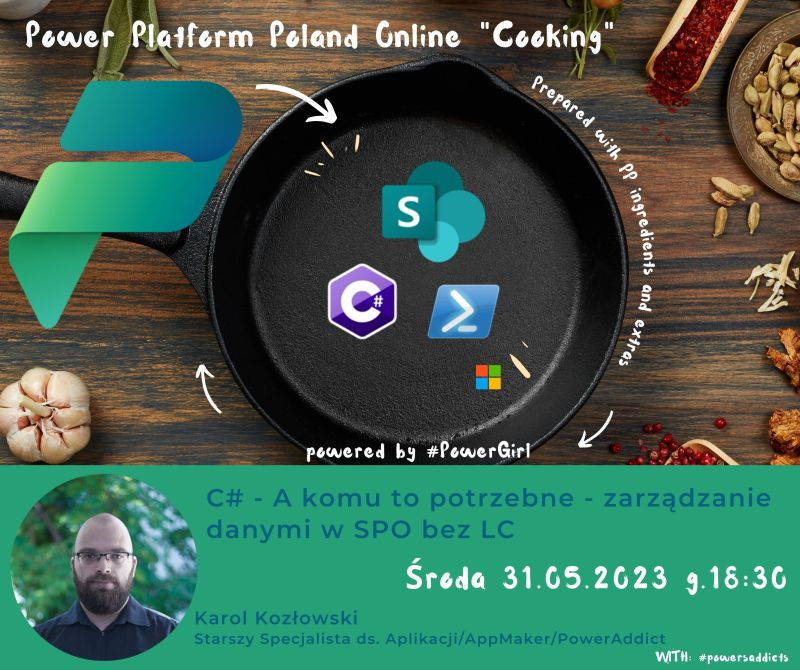 Power Platform Poland Online "Cooking"
Prepared with PP ingredients and extras
S
C#
powered by #PowerGirl
C# - A komu to potrzebne - zarządzanie
danymi w SPO bez LC
Środa 31.05.2023 g.18:30
Karol Kozłowski
Starszy Specjalista ds. Aplikacji/AppMaker/PowerAddict
WITH: #powersaddicts